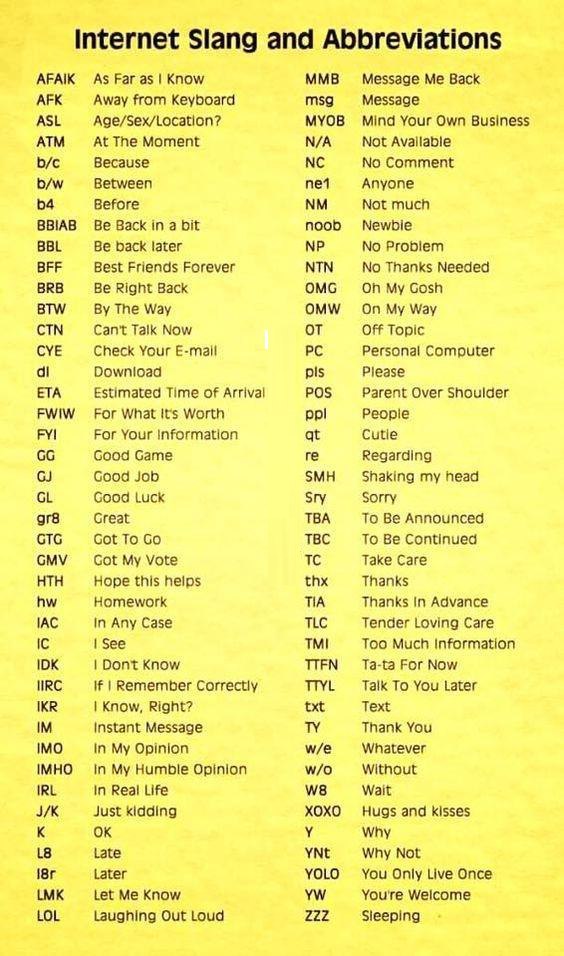 Internet Slang and Abbreviations
AFAIK As Far as I Know
AFK Away from Keyboard
ASL Age/Sex/Location?
ATM At The Moment
b/c Because
b/w Between
b4 Before
BBIAB Be Back in a bit
BBL Be back later
BFF Best Friends Forever
BRB Be Right Back
BTW By The Way
CTN Can't Talk Now
CYE Check Your E-mail
dl Download
ETA Estimated Time of Arrival
FWIW For What It's Worth
FYI For Your Information
GG Good Game
GJ Good Job
GL Good Luck
gr8 Great
GTG Got To Go
GMV Got My Vote
HTH Hope this helps
hw Homework
IAC In Any Case
IC I See
IDK I Don't Know
IIRC If I Remember Correctly
IKR I Know, Right?
IM Instant Message
IMO In My Opinion
IMHO In My Humble Opinion
IRL In Real Life
J/K Just kidding
K OK
L8 Late
l8r Later
LMK Let Me Know
LOL Laughing Out Loud
MMB Message Me Back
msg Message
MYOB Mind Your Own Business
N/A Not Available
NC No Comment
ne1 Anyone
NM Not much
noob Newbie
NP No Problem
NTN No Thanks Needed
OMG Oh My Gosh
OMW On My Way
OT Off Topic
PC Personal Computer
pls Please
POS Parent Over Shoulder
ppl People
qt Cutie
re Regarding
SMH Shaking my head
Sry Sorry
TBA To Be Announced
TBC To Be Continued
TC Take Care
thx Thanks
TIA Thanks In Advance
TLC Tender Loving Care
TMI Too Much Information
TTFN Ta-ta For Now
TTYL Talk To You Later
txt Text
TY Thank You
w/e Whatever
w/o Without
W8 Wait
XOXO Hugs and kisses
Y Why
YNt Why Not
YOLO You Only Live Once
YW You're Welcome
ZZZ Sleeping